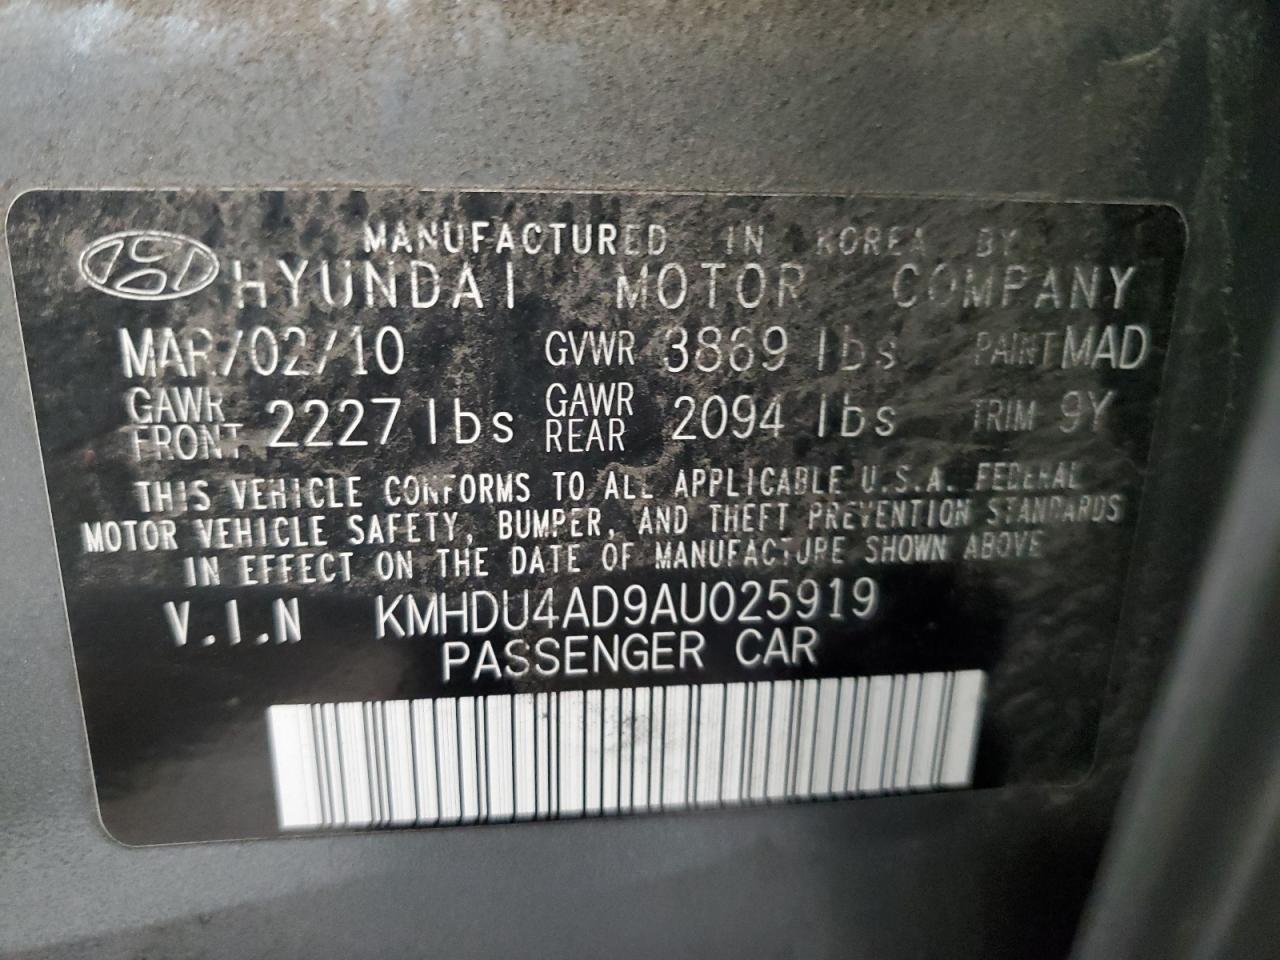 MANUFACTURED IN KOREA BY
HYUNDAI MOTOR COMPANY
MAR/02/10 GVWR 3869 lbs PAINT MAD
GAWR FRONT 2227 lbs GAWR REAR 2094 lbs TRIM 9Y
THIS VEHICLE CONFORMS TO ALL APPLICABLE U.S.A. FEDERAL
MOTOR VEHICLE SAFETY, BUMPER, AND THEFT PREVENTION STANDARDS
IN EFFECT ON THE DATE OF MANUFACTURE SHOWN ABOVE
V.I.N KMHDU4AD9AU025919
PASSENGER CAR